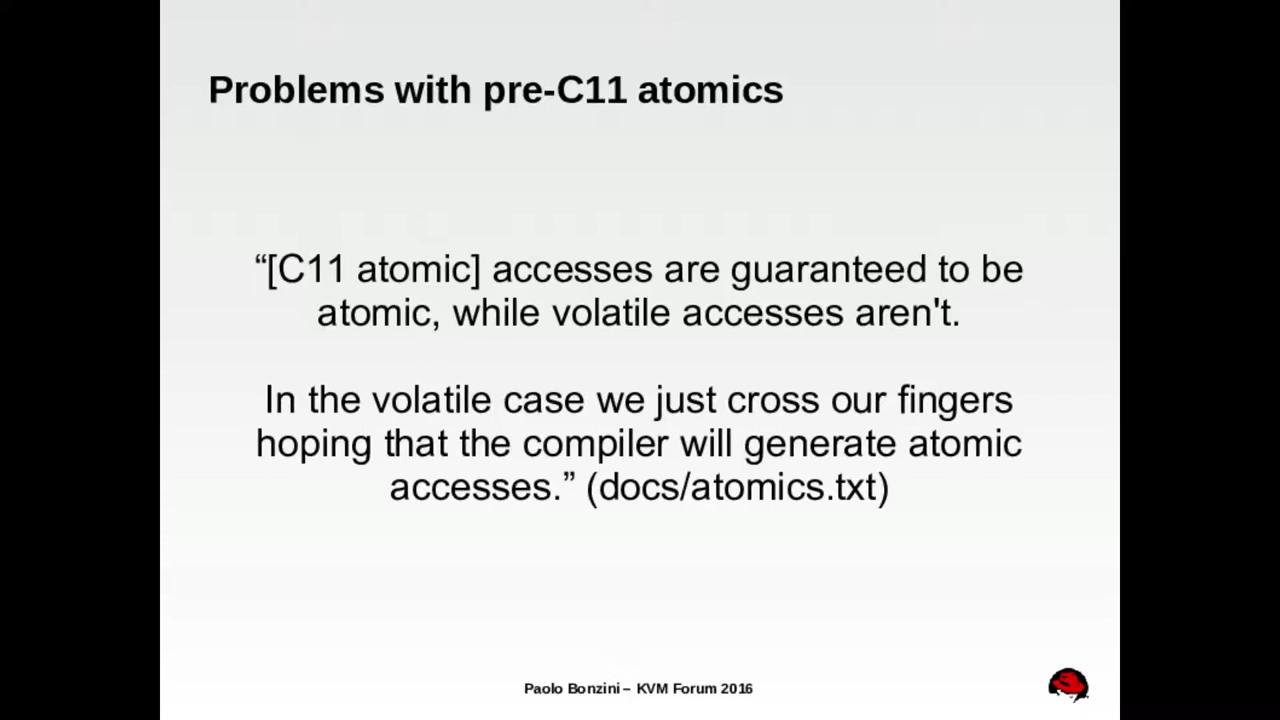 Problems with pre-C11 atomics
“[C11 atomic] accesses are guaranteed to be
atomic, while volatile accesses aren't.
In the volatile case we just cross our fingers
hoping that the compiler will generate atomic
accesses.” (docs/atomics.txt)
Paolo Bonzini – KVM Forum 2016